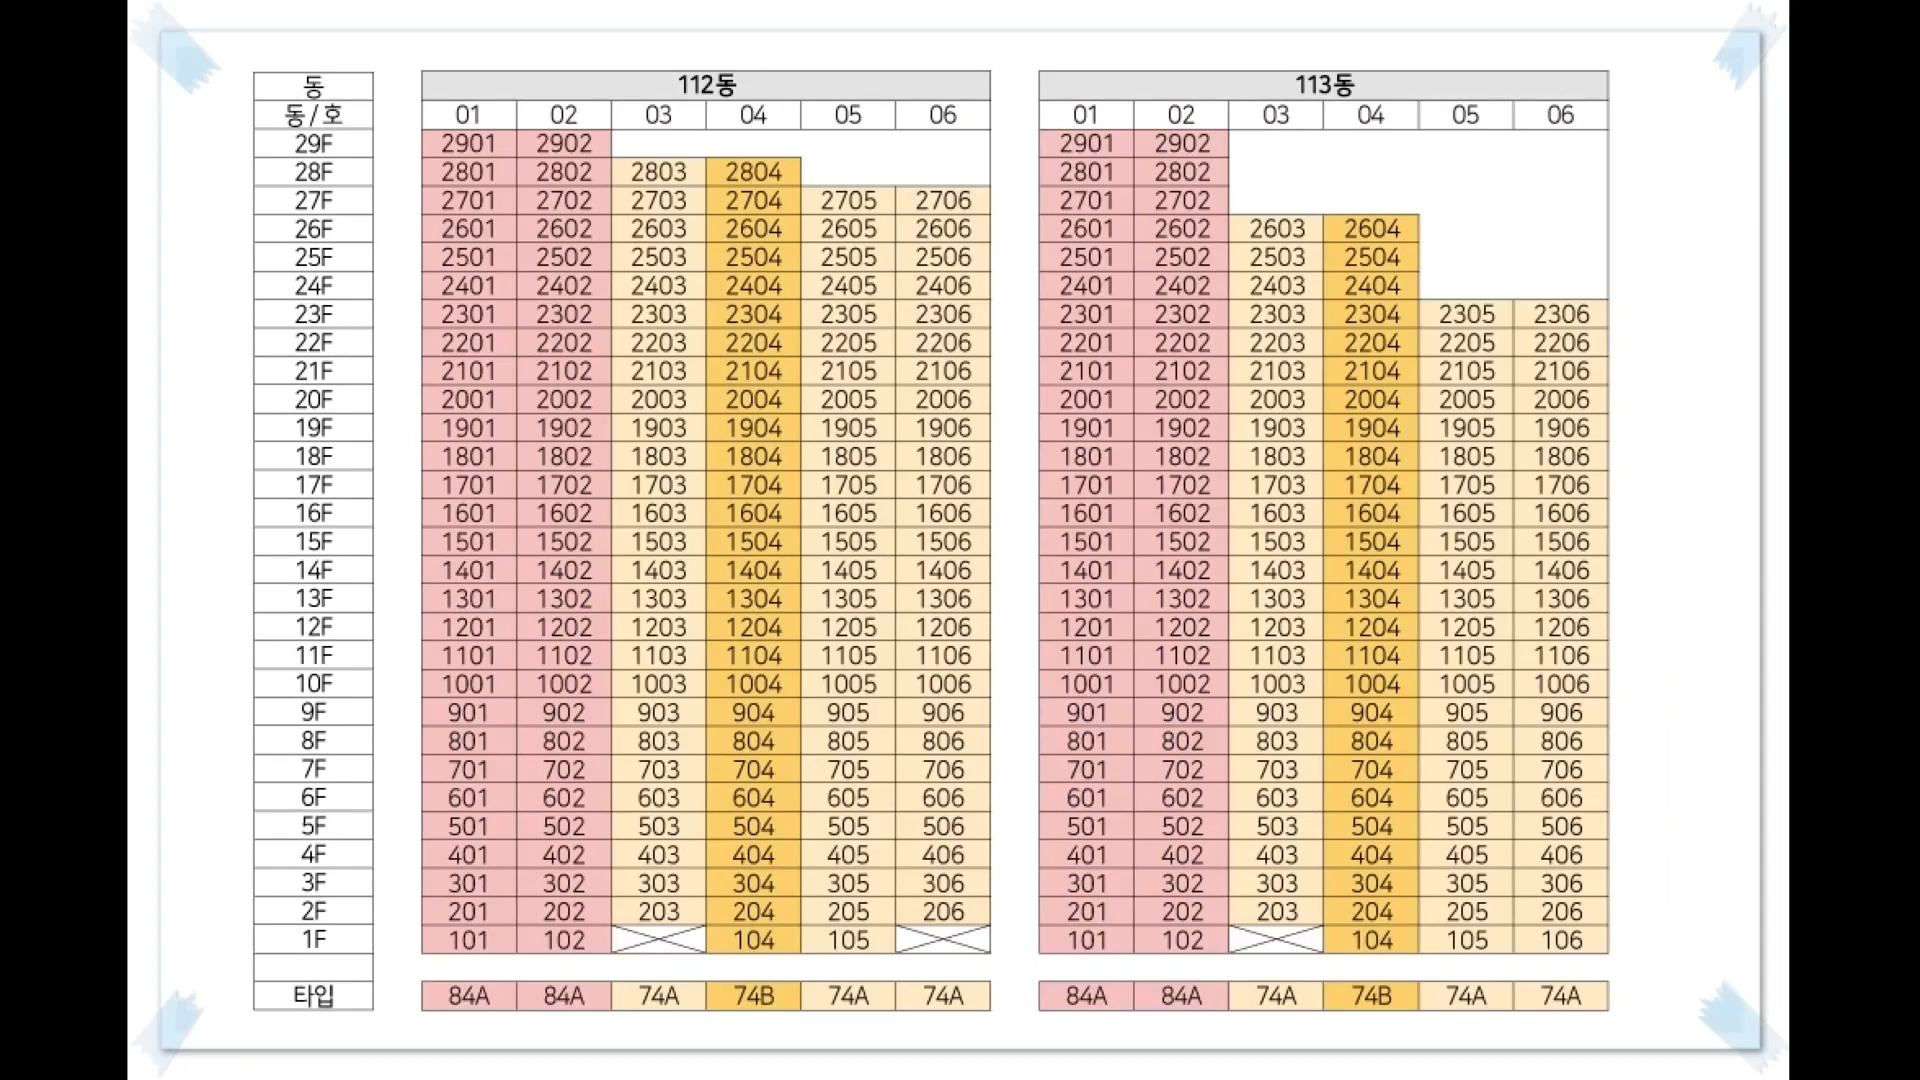 동 112동 113동
동/호 01 02 03 04 05 06 01 02 03 04 05 06
29F 2901 2902 2901 2902
28F 2801 2802 2803 2804 2801 2802
27F 2701 2702 2703 2704 2705 2706 2701 2702
26F 2601 2602 2603 2604 2605 2606 2601 2602 2603 2604
25F 2501 2502 2503 2504 2505 2506 2501 2502 2503 2504
24F 2401 2402 2403 2404 2405 2406 2401 2402 2403 2404
23F 2301 2302 2303 2304 2305 2306 2301 2302 2303 2304 2305 2306
22F 2201 2202 2203 2204 2205 2206 2201 2202 2203 2204 2205 2206
21F 2101 2102 2103 2104 2105 2106 2101 2102 2103 2104 2105 2106
20F 2001 2002 2003 2004 2005 2006 2001 2002 2003 2004 2005 2006
19F 1901 1902 1903 1904 1905 1906 1901 1902 1903 1904 1905 1906
18F 1801 1802 1803 1804 1805 1806 1801 1802 1803 1804 1805 1806
17F 1701 1702 1703 1704 1705 1706 1701 1702 1703 1704 1705 1706
16F 1601 1602 1603 1604 1605 1606 1601 1602 1603 1604 1605 1606
15F 1501 1502 1503 1504 1505 1506 1501 1502 1503 1504 1505 1506
14F 1401 1402 1403 1404 1405 1406 1401 1402 1403 1404 1405 1406
13F 1301 1302 1303 1304 1305 1306 1301 1302 1303 1304 1305 1306
12F 1201 1202 1203 1204 1205 1206 1201 1202 1203 1204 1205 1206
11F 1101 1102 1103 1104 1105 1106 1101 1102 1103 1104 1105 1106
10F 1001 1002 1003 1004 1005 1006 1001 1002 1003 1004 1005 1006
9F 901 902 903 904 905 906 901 902 903 904 905 906
8F 801 802 803 804 805 806 801 802 803 804 805 806
7F 701 702 703 704 705 706 701 702 703 704 705 706
6F 601 602 603 604 605 606 601 602 603 604 605 606
5F 501 502 503 504 505 506 501 502 503 504 505 506
4F 401 402 403 404 405 406 401 402 403 404 405 406
3F 301 302 303 304 305 306 301 302 303 304 305 306
2F 201 202 203 204 205 206 201 202 203 204 205 206
1F 101 102 104 105 101 102 104 105 106
타입 84A 84A 74A 74B 74A 74A 84A 84A 74A 74B 74A 74A